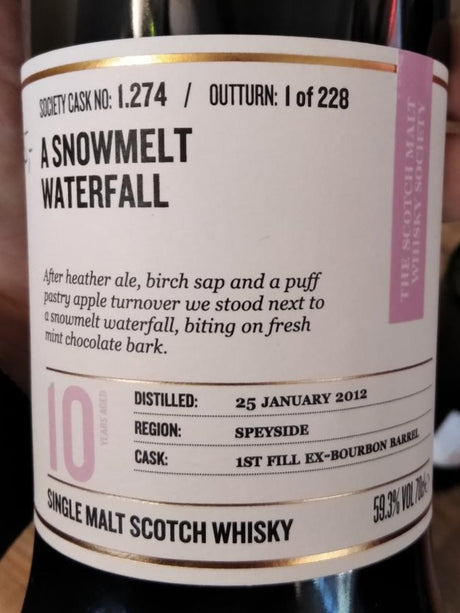 SOCIETY CASK NO: 1.274 / OUTTURN: 1 of 228
A SNOWMELT
WATERFALL
THE SCOTCH MALT
WHISKY SOCIETY
After heather ale, birch sap and a puff
pastry apple turnover we stood next to
a snowmelt waterfall, biting on fresh
mint chocolate bark.
10 YEARS AGED
DISTILLED: 25 JANUARY 2012
REGION: SPEYSIDE
CASK: 1ST FILL EX-BOURBON BARREL
SINGLE MALT SCOTCH WHISKY
59.3% VOL 70cl